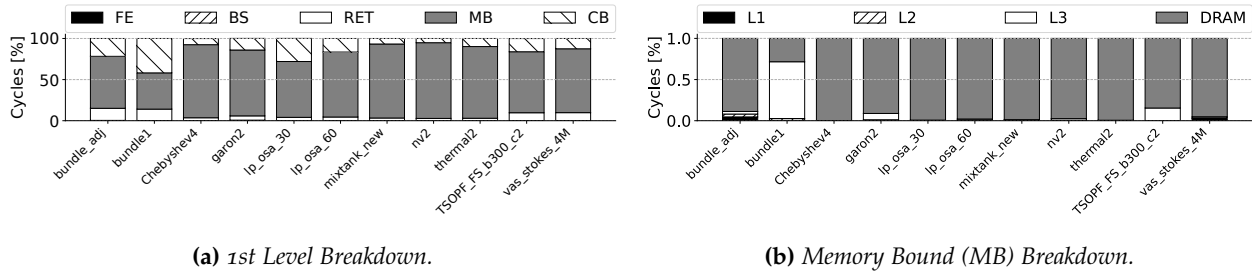 FE BS RET MB CB
Cycles [%]
100
50
0
bundle_adj
bundle1
Chebyshev4
garon2
lp_osa_30
lp_osa_60
mixtank_new
nv2
thermal2
TSOPF_FS_b300_c2
vas_stokes_4M
(a) 1st Level Breakdown.
L1 L2 L3 DRAM
Cycles [%]
1.0
0.5
0.0
bundle_adj
bundle1
Chebyshev4
garon2
lp_osa_30
lp_osa_60
mixtank_new
nv2
thermal2
TSOPF_FS_b300_c2
vas_stokes_4M
(b) Memory Bound (MB) Breakdown.